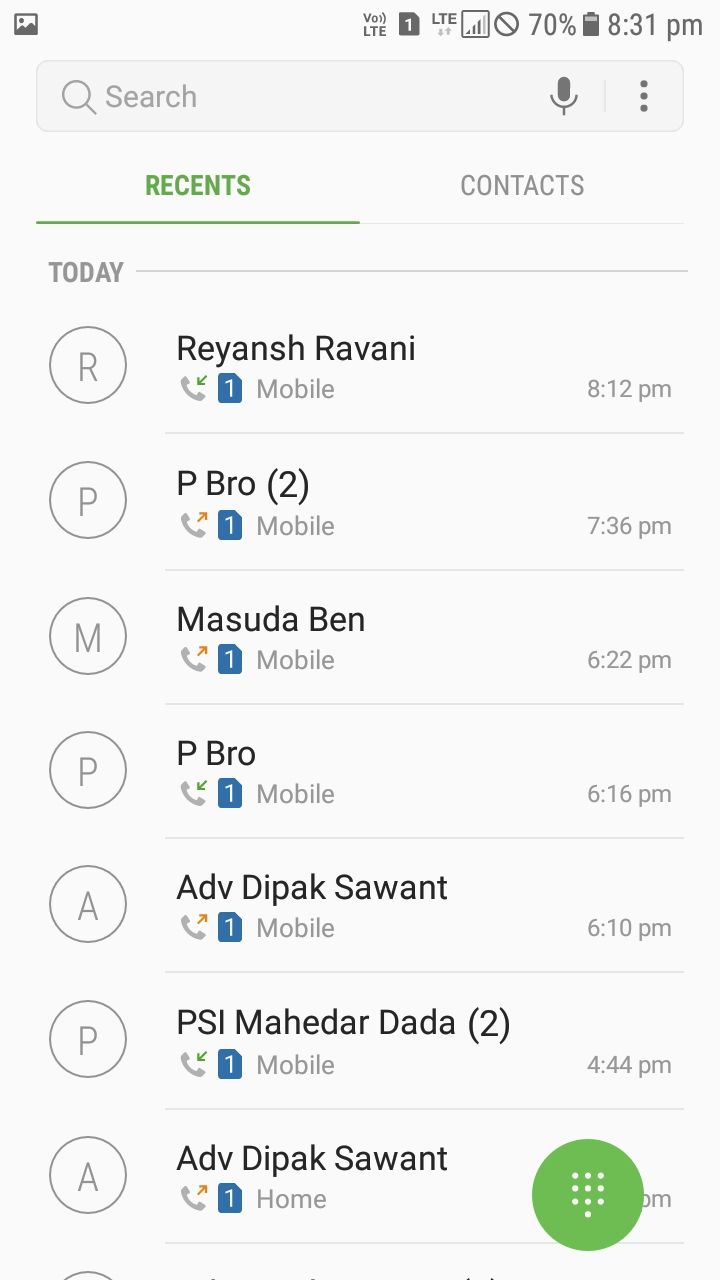 Vo)) LTE 1 LTE 70% 8:31 pm
Search
RECENTS CONTACTS
TODAY
R Reyansh Ravani
1 Mobile 8:12 pm
P P Bro (2)
1 Mobile 7:36 pm
M Masuda Ben
1 Mobile 6:22 pm
P P Bro
1 Mobile 6:16 pm
A Adv Dipak Sawant
1 Mobile 6:10 pm
P PSI Mahedar Dada (2)
1 Mobile 4:44 pm
A Adv Dipak Sawant
1 Home pm